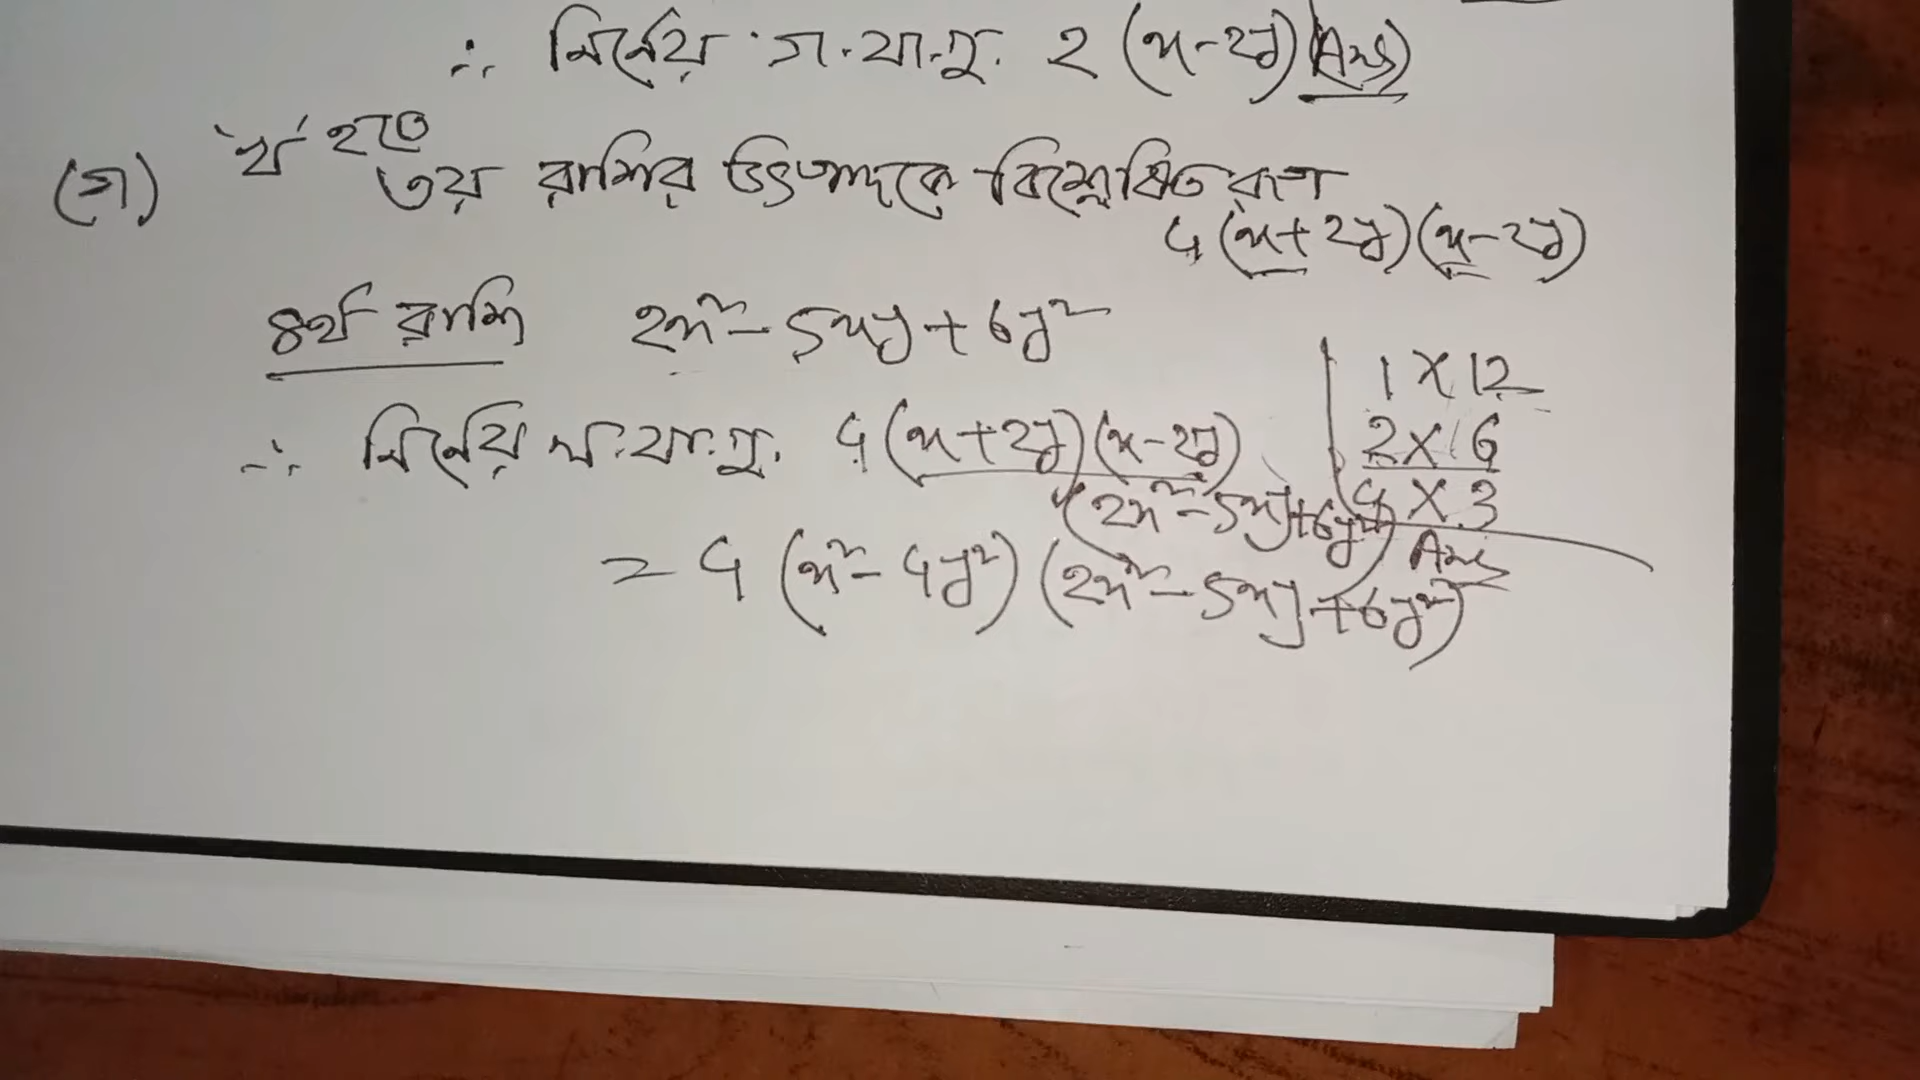 ∴ নির্ণেয় গ.সা.গু. 2 (x-2y) (Ans)
(গ) 'খ' হতে
৩য় রাশির উৎপাদকে বিশ্লেষিত রূপ
4(x+2y)(x-2y)
৪র্থ রাশি 2x²-5xy+6y²
1 X 12
2 X 6
4 X 3
∴ নির্ণেয় ল.সা.গু. 4(x+2y)(x-2y)
(2x²-5xy+6y²)
= 4(x²-4y²)(2x²-5xy+6y²) Ans